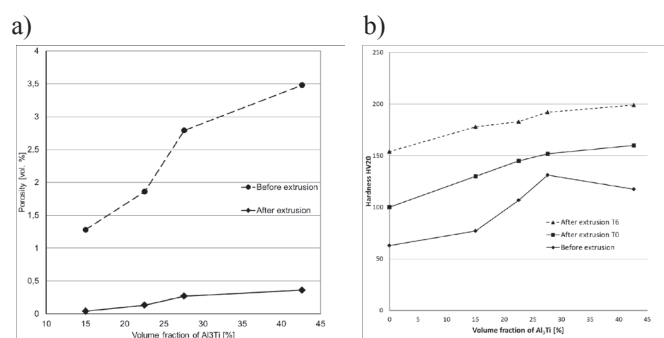 a)
4
3,5
3
2,5
2
1,5
1
0,5
0
Porosity [vol. %]
Before extrusion
After extrusion
10 15 20 25 30 35 40 45
Volume fraction of Al3Ti [%]
b)
250
200
150
100
50
0
Hardness HV20
After extrusion T6
After extrusion T0
Before extrusion
0 5 10 15 20 25 30 35 40 45
Volume fraction of Al₃Ti [%]